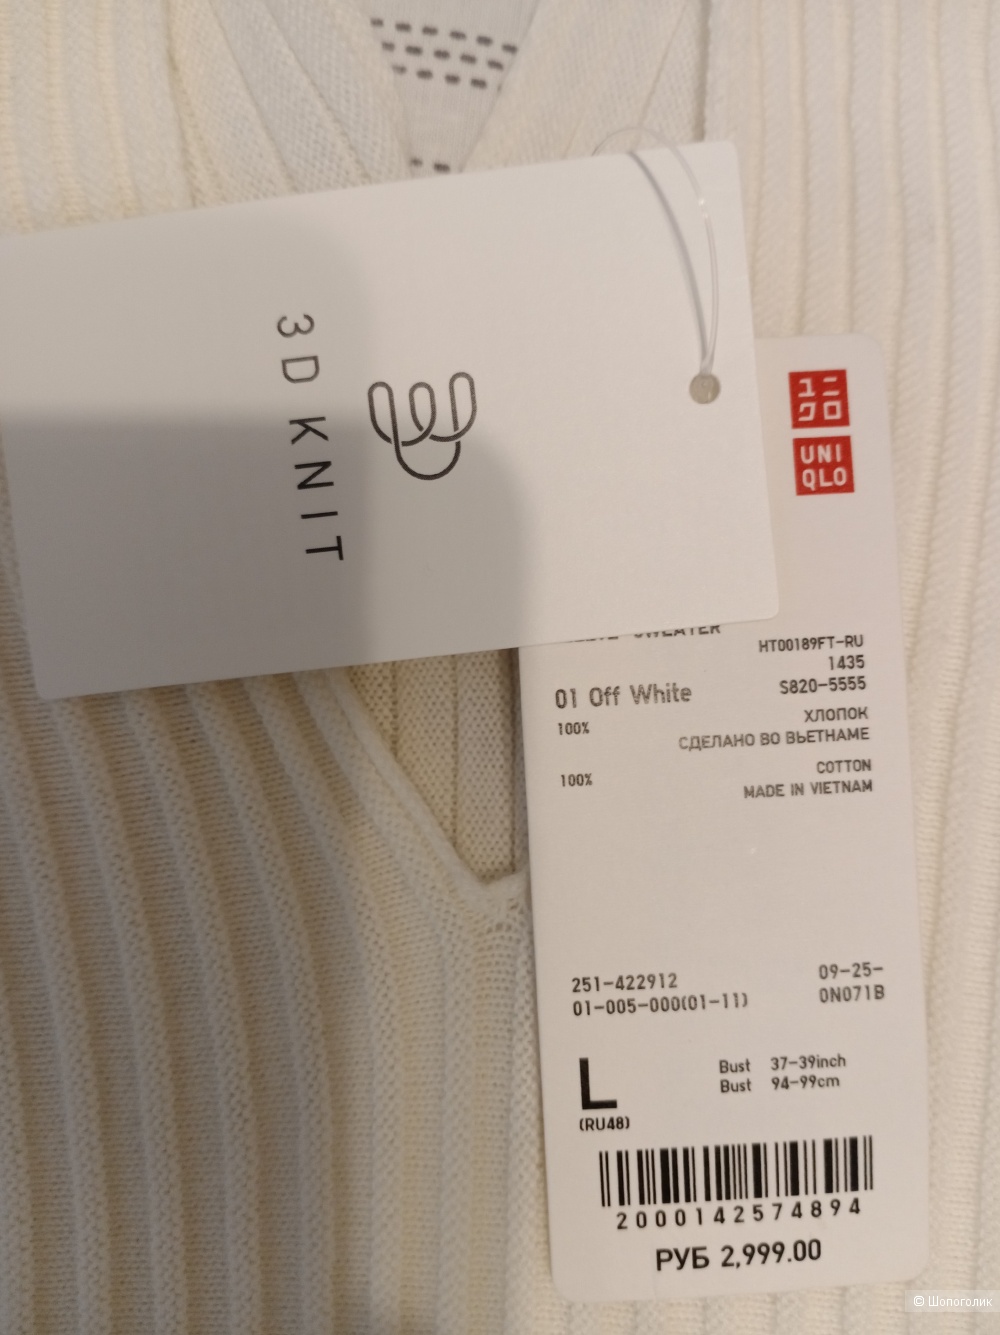 3DKNIT
ユニ
クロ
UNI
QLO
SWEATER
HT00189FT-RU
1435
01 Off White
S820-5555
100%
ХЛОПОК
СДЕЛАНО ВО ВЬЕТНАМЕ
100%
COTTON
MADE IN VIETNAM
251-422912
09-25-
01-005-000(01-11)
0N071B
L
Bust 37-39inch
Bust 94-99cm
(RU48)
2000142574894
РУБ 2,999.00
© Шопоголик